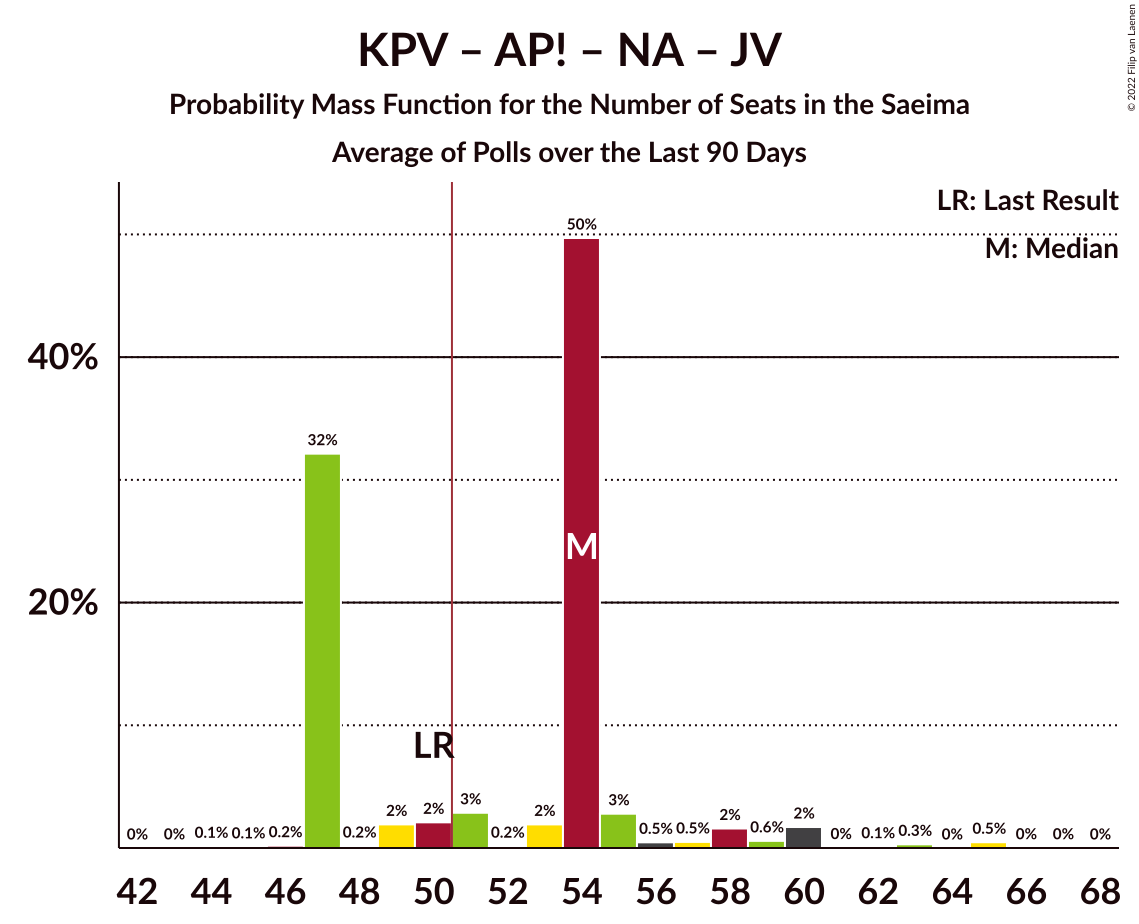 KPV – AP! – NA – JV
Probability Mass Function for the Number of Seats in the Saeima
Average of Polls over the Last 90 Days
© 2022 Filip van Laenen
LR: Last Result
M: Median
50%
40%
32%
M
20%
LR
0% 0% 0.1% 0.1% 0.2% 0.2% 2% 2% 3% 0.2% 2% 3% 0.5% 0.5% 2% 0.6% 2% 0% 0.1% 0.3% 0% 0.5% 0% 0% 0%
42 44 46 48 50 52 54 56 58 60 62 64 66 68